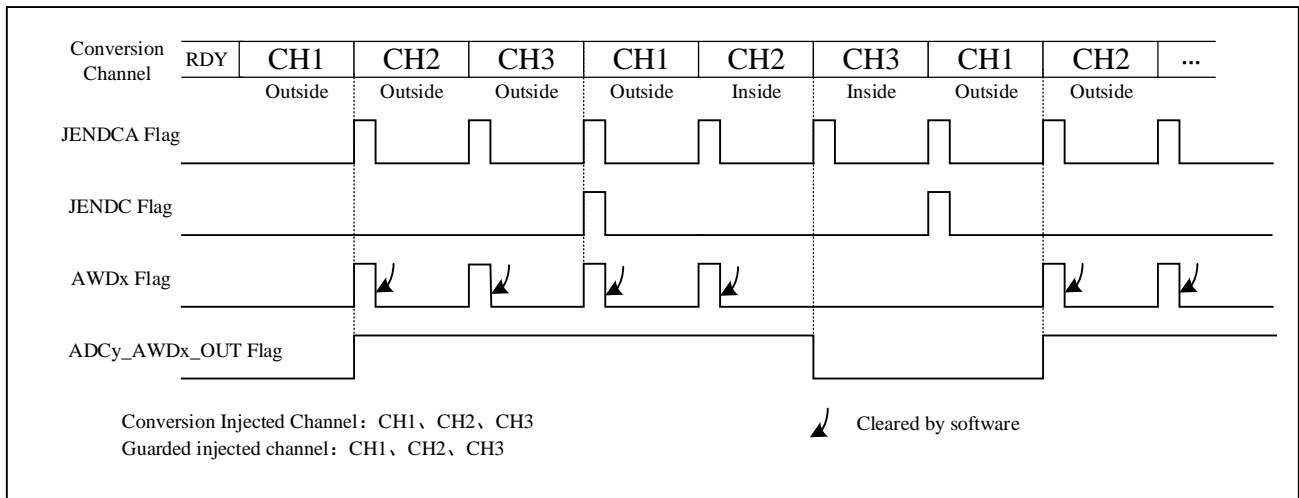 Conversion Channel RDY CH1 CH2 CH3 CH1 CH2 CH3 CH1 CH2 ...
Outside Outside Outside Outside Inside Inside Outside Outside
JENDCA Flag
JENDC Flag
AWDx Flag
ADCy_AWDx_OUT Flag
Conversion Injected Channel：CH1、CH2、CH3
Cleared by software
Guarded injected channel：CH1、CH2、CH3